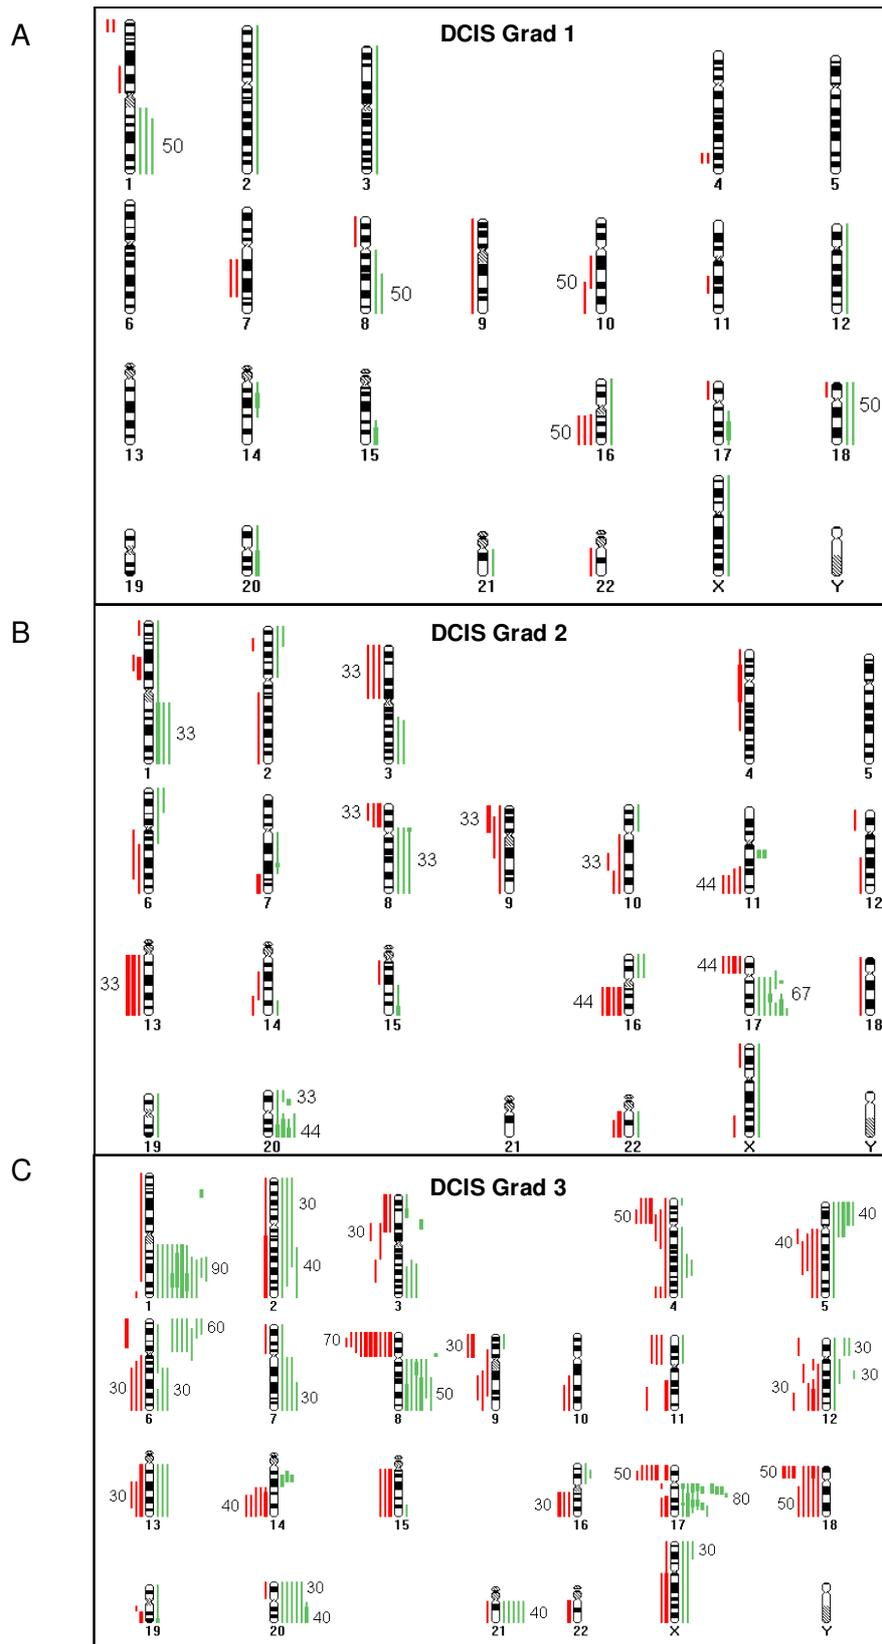 A
DCIS Grad 1
50
1 2 3 4 5
50 50
6 7 8 9 10 11 12
50 50
13 14 15 16 17 18
19 20 21 22 X Y
B
DCIS Grad 2
33
33
1 2 3 4 5
33 33
33 33
44
6 7 8 9 10 11 12
44
33 44 67
13 14 15 16 17 18
33
44
19 20 21 22 X Y
C
DCIS Grad 3
30 50 40
30 40
90 40
1 2 3 4 5
60 70 30 30
30
30 30 30 50 30
6 7 8 9 10 11 12
50 50
30 40 30 80 50
13 14 15 16 17 18
30 30
40 40
19 20 21 22 X Y